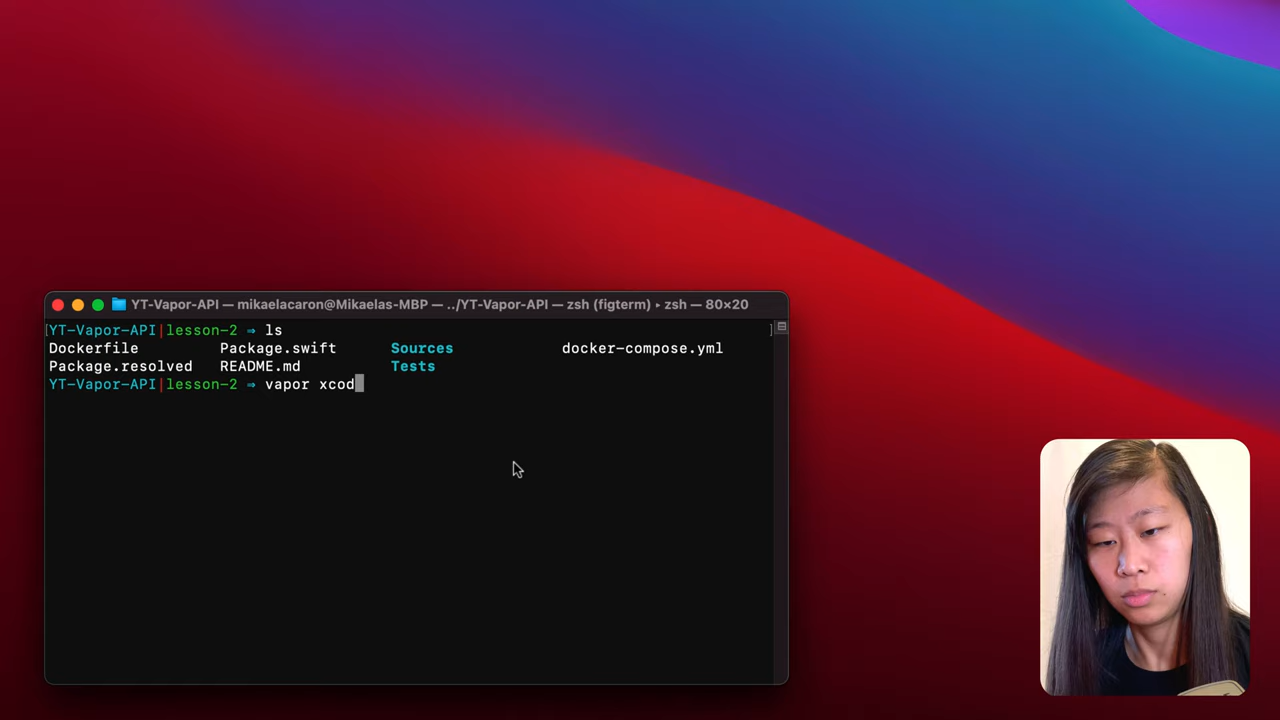 YT-Vapor-API — mikaelacaron@Mikaelas-MBP — ../YT-Vapor-API — zsh (figterm) ▸ zsh — 80×20
[YT-Vapor-API|lesson-2 ⇒ ls ]
Dockerfile Package.swift Sources docker-compose.yml
Package.resolved README.md Tests
YT-Vapor-API|lesson-2 ⇒ vapor xcod